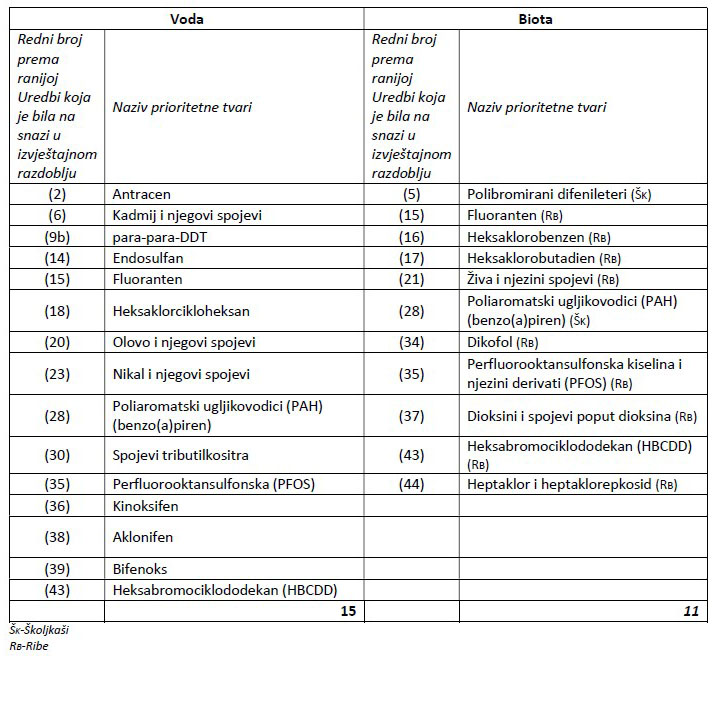 Voda Biota
Redni broj prema ranijoj Uredbi koja je bila na snazi u izvještajnom razdoblju Naziv prioritetne tvari Redni broj prema ranijoj Uredbi koja je bila na snazi u izvještajnom razdoblju Naziv prioritetne tvari
(2) Antracen (5) Polibromirani difenileteri (ŠK)
(6) Kadmij i njegovi spojevi (15) Fluoranten (RB)
(9b) para-para-DDT (16) Heksaklorobenzen (RB)
(14) Endosulfan (17) Heksaklorobutadien (RB)
(15) Fluoranten (21) Živa i njezini spojevi (RB)
(18) Heksaklorcikloheksan (28) Poliaromatski ugljikovodici (PAH) (benzo(a)piren) (ŠK)
(20) Olovo i njegovi spojevi (34) Dikofol (RB)
(23) Nikal i njegovi spojevi (35) Perfluorooktansulfonska kiselina i njezini derivati (PFOS) (RB)
(28) Poliaromatski ugljikovodici (PAH) (benzo(a)piren) (37) Dioksini i spojevi poput dioksina (RB)
(30) Spojevi tributilkositra (43) Heksabromociklododekan (HBCDD) (RB)
(35) Perfluorooktansulfonska (PFOS) (44) Heptaklor i heptaklorepkosid (RB)
(36) Kinoksifen
(38) Aklonifen
(39) Bifenoks
(43) Heksabromociklododekan (HBCDD)
15 11
ŠK-Školjkaši
RB-Ribe